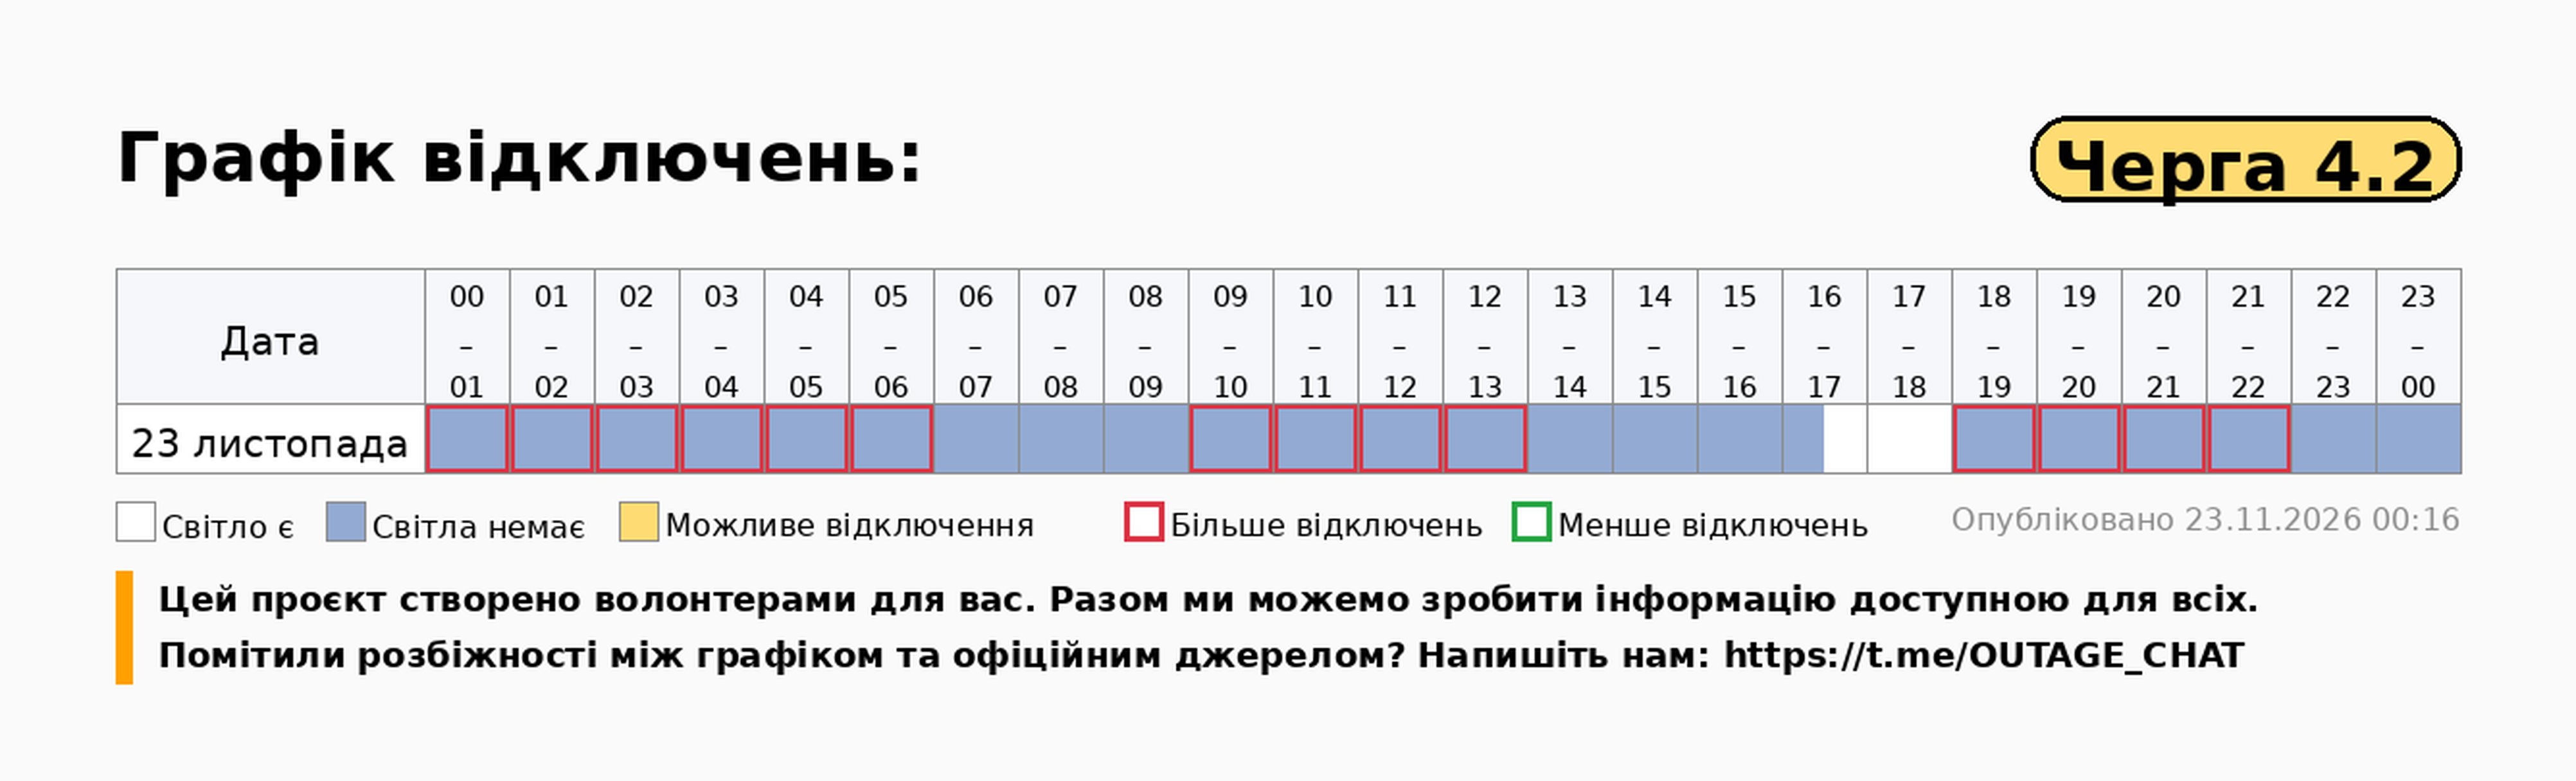 Графік відключень:
Черга 4.2
Дата
00 – 01
01 – 02
02 – 03
03 – 04
04 – 05
05 – 06
06 – 07
07 – 08
08 – 09
09 – 10
10 – 11
11 – 12
12 – 13
13 – 14
14 – 15
15 – 16
16 – 17
17 – 18
18 – 19
19 – 20
20 – 21
21 – 22
22 – 23
23 – 00
23 листопада
Світло є
Світла немає
Можливе відключення
Більше відключень
Менше відключень
Опубліковано 23.11.2026 00:16
Цей проєкт створено волонтерами для вас. Разом ми можемо зробити інформацію доступною для всіх.
Помітили розбіжності між графіком та офіційним джерелом? Напишіть нам: https://t.me/OUTAGE_CHAT